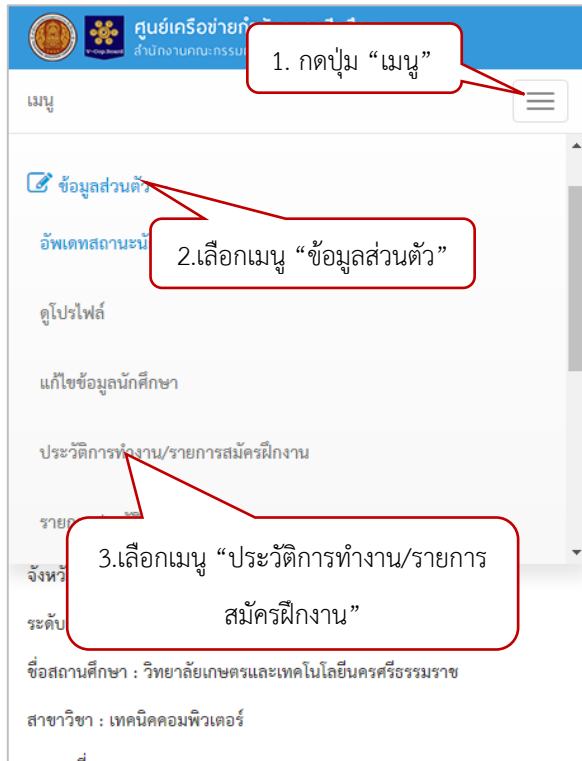 ศูนย์เครือข่าย
สำนักงานคณะกรรม
V-Cop.Board
1. กดปุ่ม “เมนู”
เมนู
ข้อมูลส่วนตัว
2.เลือกเมนู “ข้อมูลส่วนตัว”
อัพเดทสถานะ
ดูโปรไฟล์
แก้ไขข้อมูลนักศึกษา
ประวัติการทำงาน/รายการสมัครฝึกงาน
3.เลือกเมนู “ประวัติการทำงาน/รายการ
สมัครฝึกงาน”
จังหวั
ระดับ
ชื่อสถานศึกษา : วิทยาลัยเกษตรและเทคโนโลยีนครศรีธรรมราช
สาขาวิชา : เทคนิคคอมพิวเตอร์